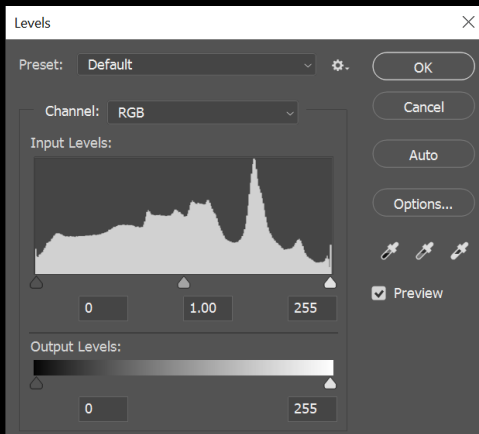 Levels
Preset: Default
OK
Channel: RGB
Cancel
Input Levels:
Auto
Options...
0 1.00 255
Preview
Output Levels:
0 255